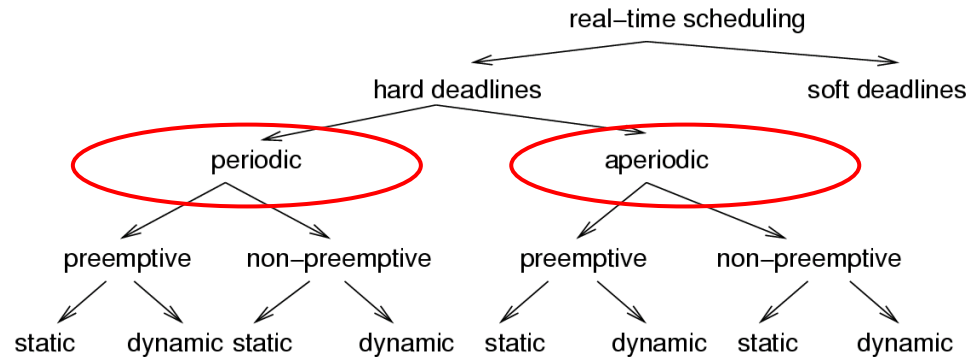 real−time scheduling
hard deadlines soft deadlines
periodic aperiodic
preemptive non−preemptive preemptive non−preemptive
static dynamic static dynamic static dynamic static dynamic